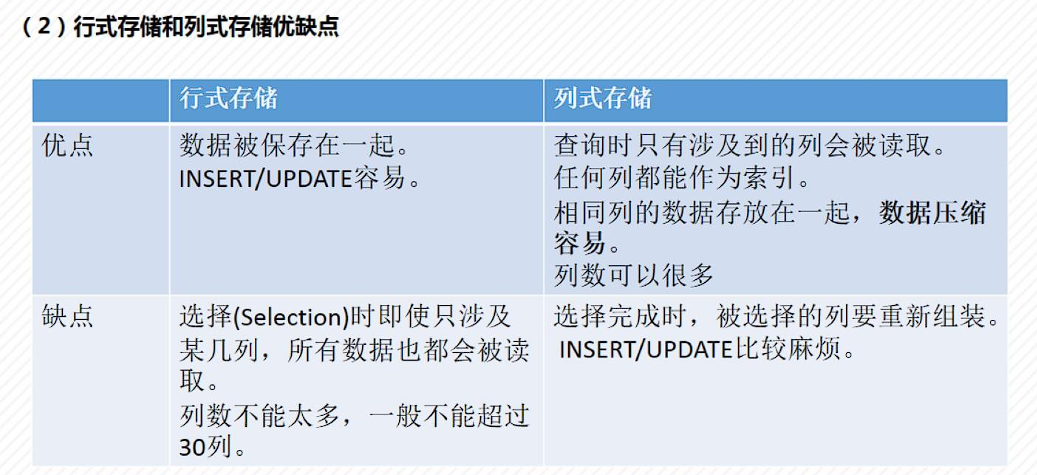 （2）行式存储和列式存储优缺点
行式存储
列式存储
优点
数据被保存在一起。
INSERT/UPDATE容易。
查询时只有涉及到的列会被读取。
任何列都能作为索引。
相同列的数据存放在一起，数据压缩
容易。
列数可以很多
缺点
选择(Selection)时即使只涉及
某几列，所有数据也都会被读
取。
列数不能太多，一般不能超过
30列。
选择完成时，被选择的列要重新组装。
INSERT/UPDATE比较麻烦。